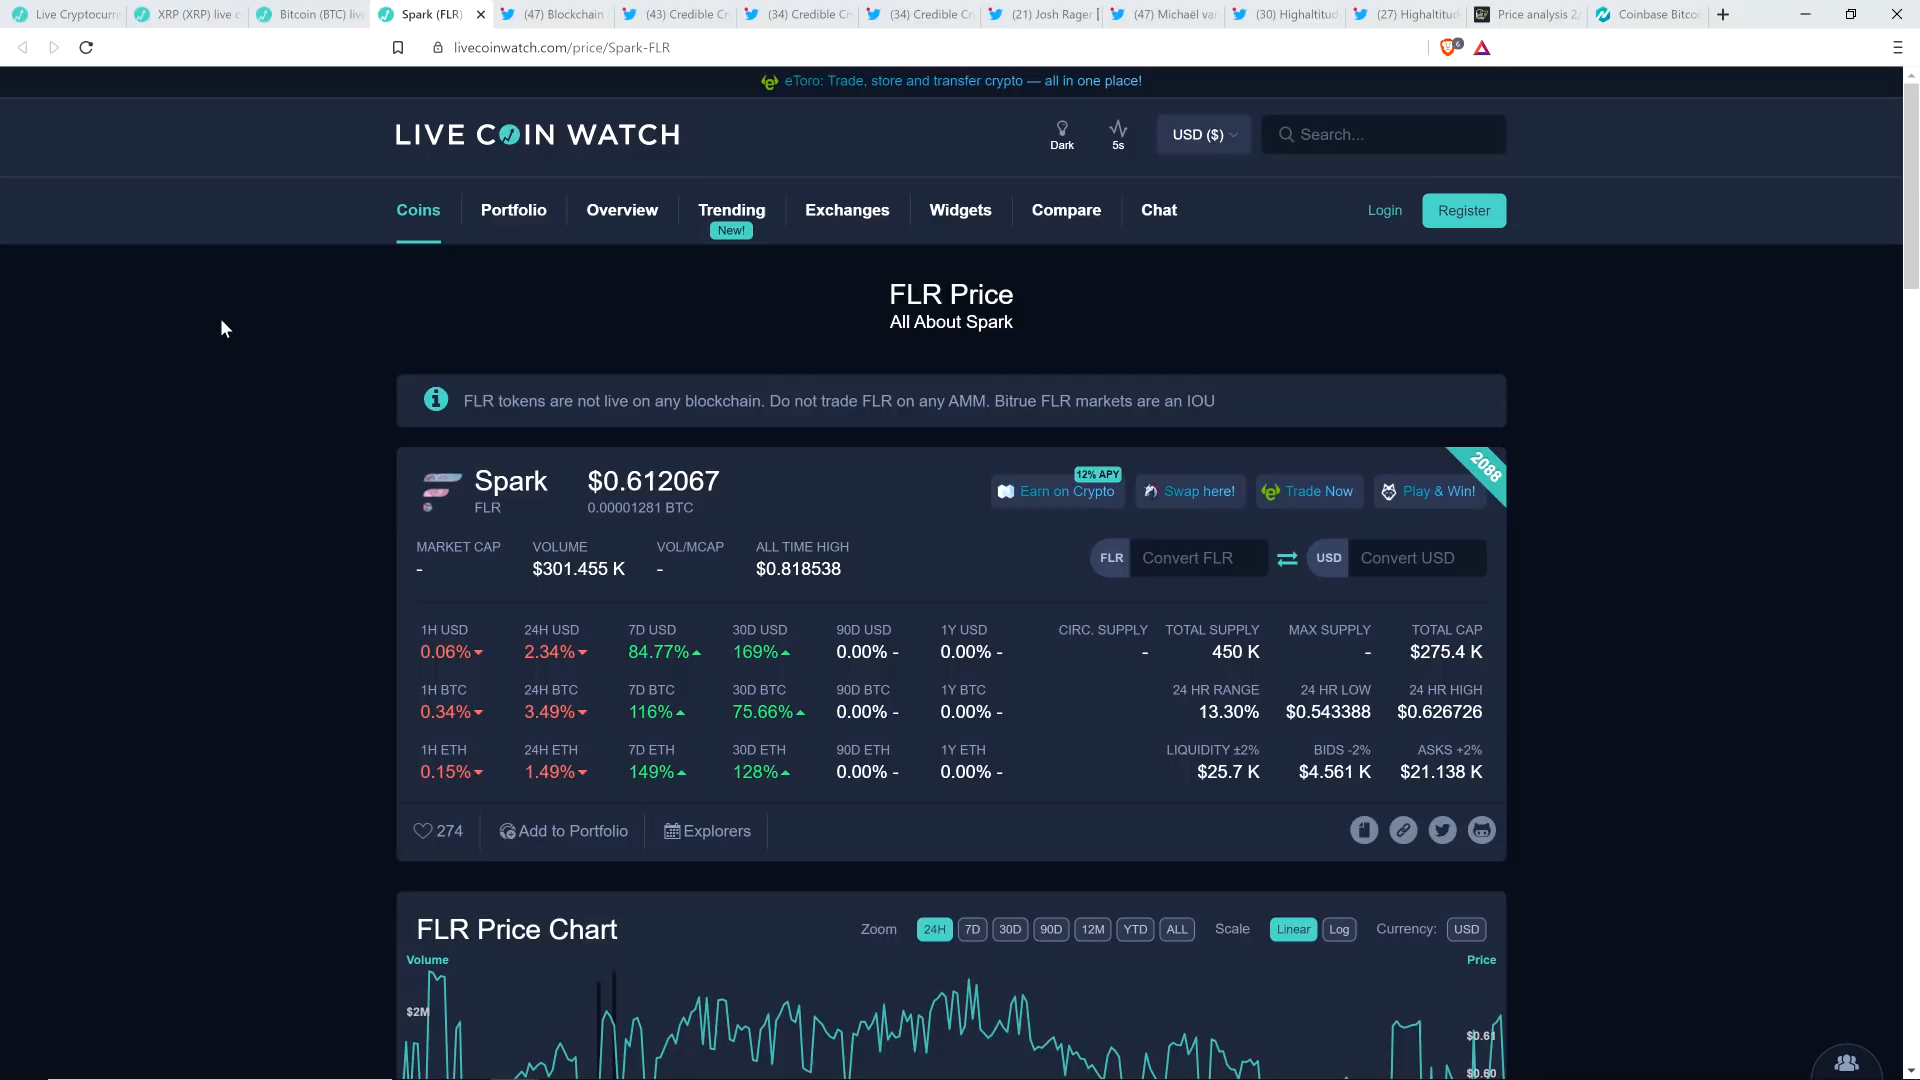 Live Cryptocurre
XRP (XRP) live c
Bitcoin (BTC) liv
Spark (FLR)
(47) Blockchain
(43) Credible Cr
(34) Credible Cr
(34) Credible Cr
(21) Josh Rager [
(47) Michaël var
(30) Highaltitud
(27) Highaltitud
Price analysis 2/
Coinbase Bitcoi
livecoinwatch.com/price/Spark-FLR
6
eToro: Trade, store and transfer crypto — all in one place!
LIVE COIN WATCH
Dark
5s
USD ($)
Search...
Coins
Portfolio
Overview
Trending
New!
Exchanges
Widgets
Compare
Chat
Login
Register
FLR Price
All About Spark
FLR tokens are not live on any blockchain. Do not trade FLR on any AMM. Bitrue FLR markets are an IOU
2088
Spark
FLR
$0.612067
0.00001281 BTC
12% APY
Earn on Crypto
Swap here!
Trade Now
Play & Win!
MARKET CAP VOLUME VOL/MCAP ALL TIME HIGH
- $301.455 K - $0.818538
FLR Convert FLR USD Convert USD
1H USD 24H USD 7D USD 30D USD 90D USD 1Y USD CIRC. SUPPLY TOTAL SUPPLY MAX SUPPLY TOTAL CAP
0.06% 2.34% 84.77% 169% 0.00% - 0.00% - - 450 K - $275.4 K
1H BTC 24H BTC 7D BTC 30D BTC 90D BTC 1Y BTC 24 HR RANGE 24 HR LOW 24 HR HIGH
0.34% 3.49% 116% 75.66% 0.00% - 0.00% - 13.30% $0.543388 $0.626726
1H ETH 24H ETH 7D ETH 30D ETH 90D ETH 1Y ETH LIQUIDITY ±2% BIDS -2% ASKS +2%
0.15% 1.49% 149% 128% 0.00% - 0.00% - $25.7 K $4.561 K $21.138 K
274 Add to Portfolio Explorers
FLR Price Chart
Zoom 24H 7D 30D 90D 12M YTD ALL Scale Linear Log Currency: USD
Volume Price
$2M
$0.61
$0.60